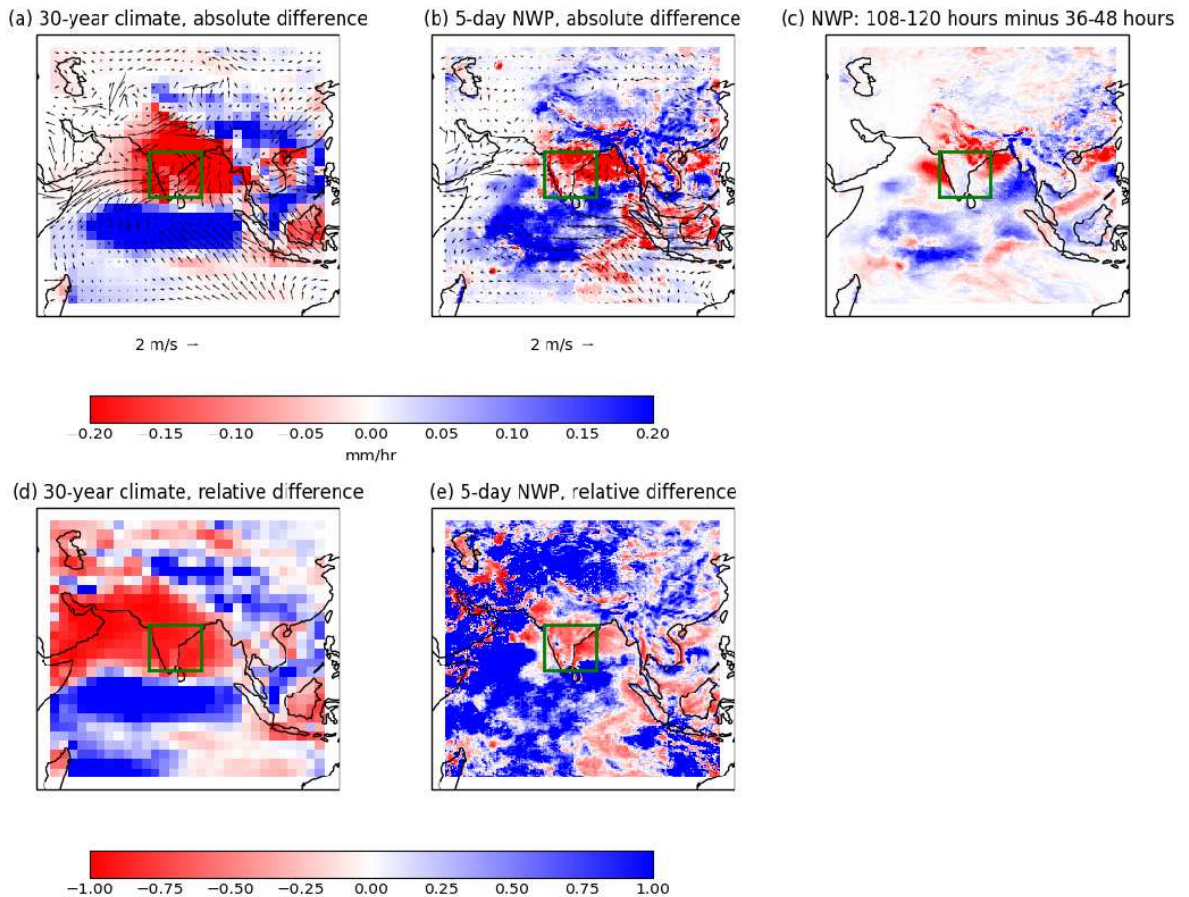 (a) 30-year climate, absolute difference
(b) 5-day NWP, absolute difference
(c) NWP: 108-120 hours minus 36-48 hours
2 m/s →
2 m/s →
−0.20 −0.15 −0.10 −0.05 0.00 0.05 0.10 0.15 0.20
mm/hr
(d) 30-year climate, relative difference
(e) 5-day NWP, relative difference
−1.00 −0.75 −0.50 −0.25 0.00 0.25 0.50 0.75 1.00